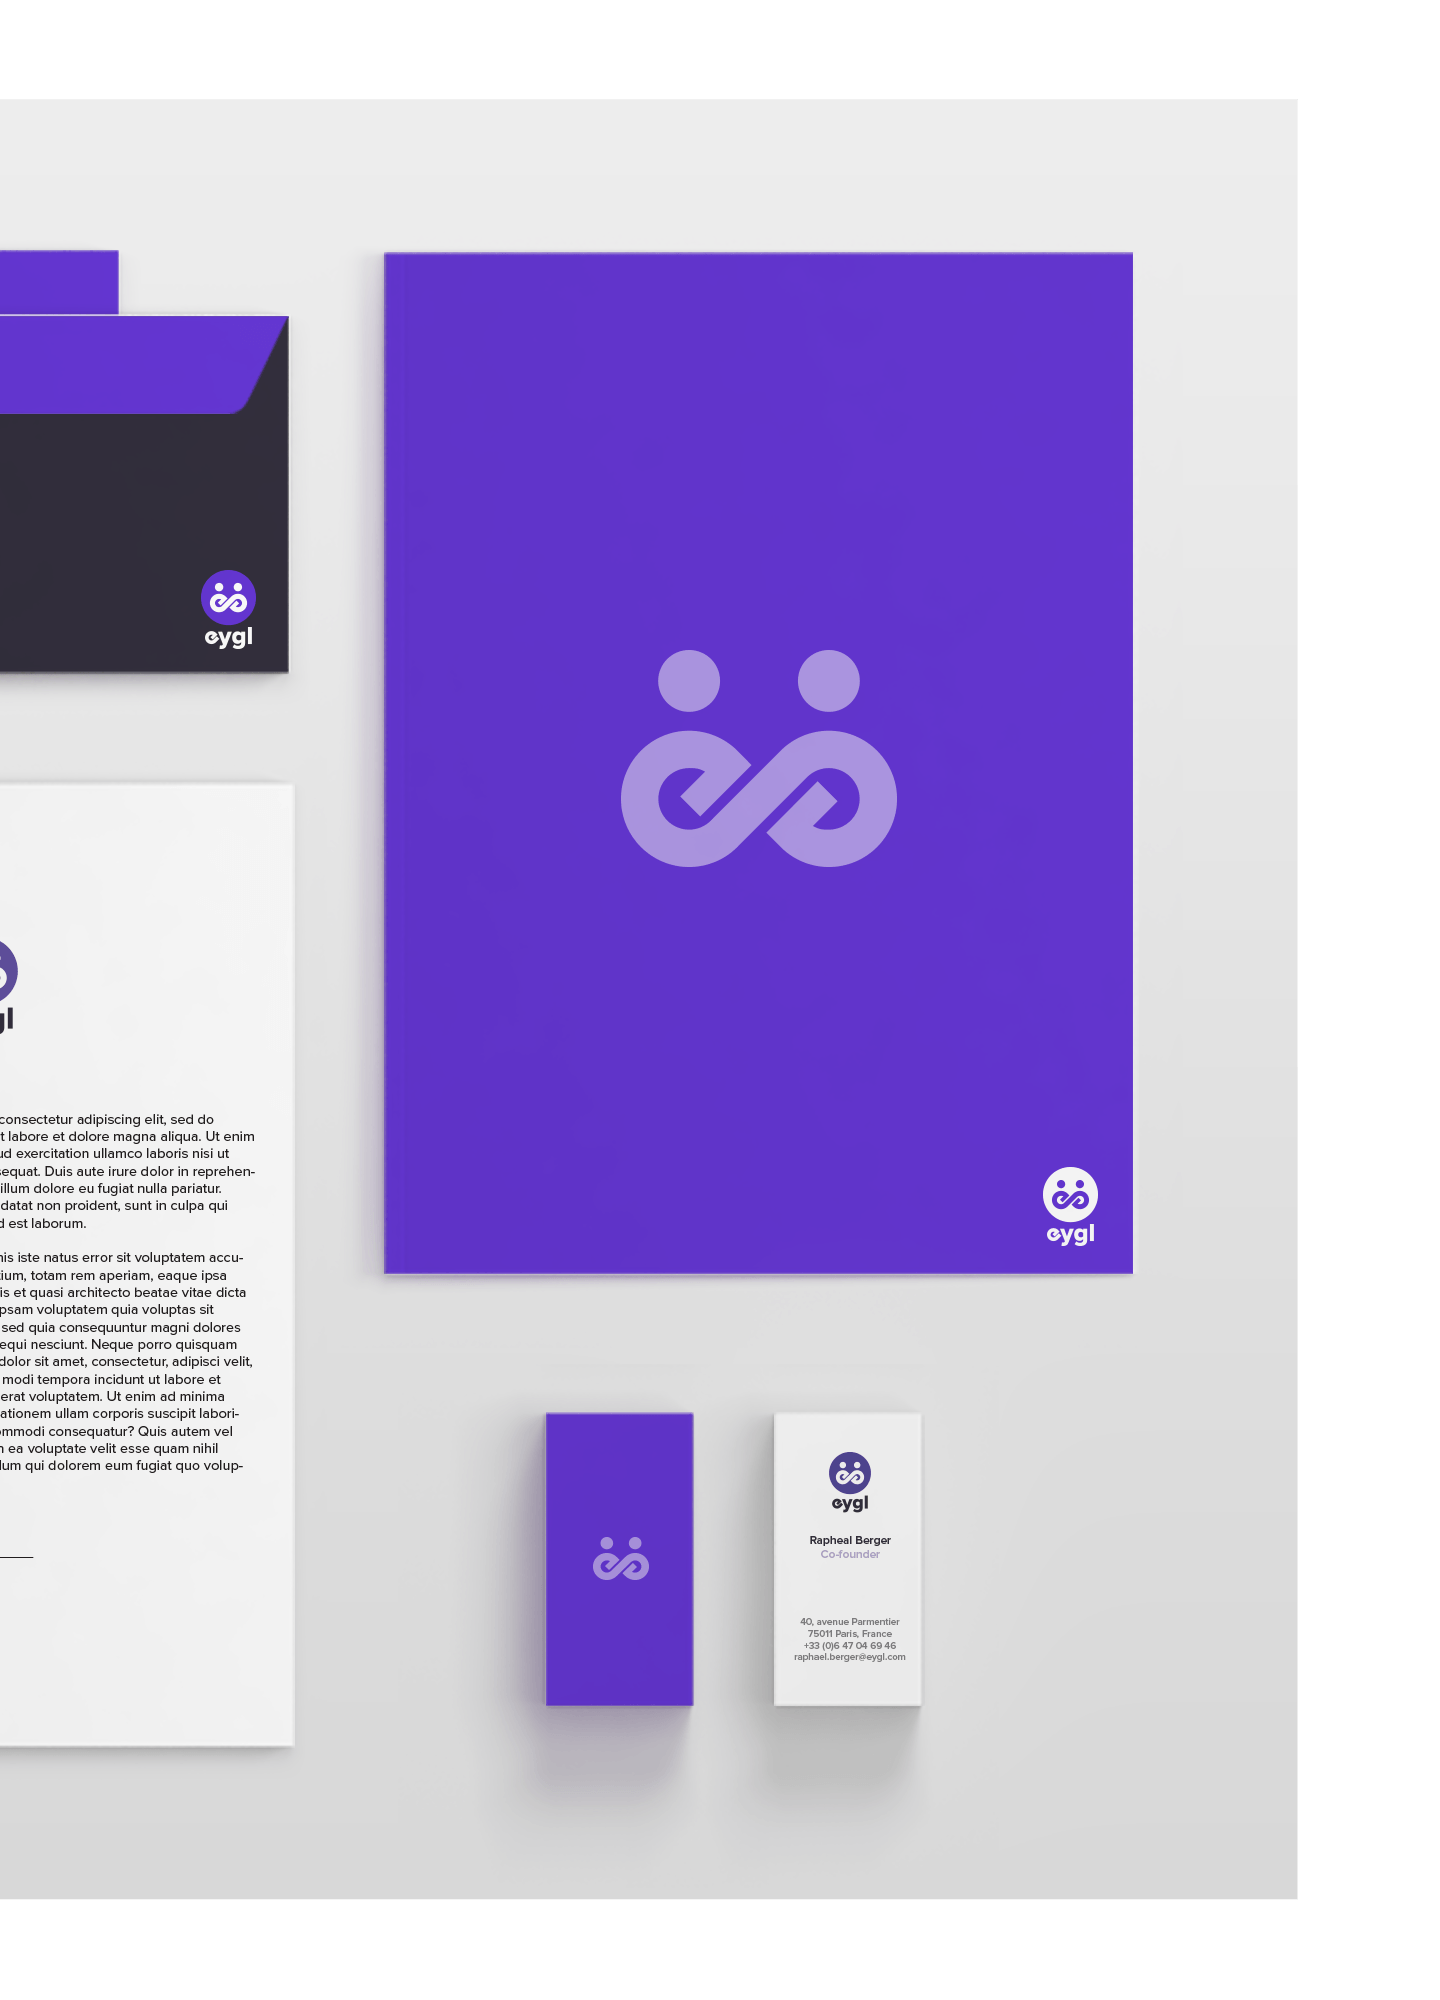 eygl
gl
consectetur adipiscing elit, sed do
t labore et dolore magna aliqua. Ut enim
ud exercitation ullamco laboris nisi ut
sequat. Duis aute irure dolor in reprehen-
illum dolore eu fugiat nulla pariatur.
datat non proident, sunt in culpa qui
d est laborum.
nis iste natus error sit voluptatem accu-
tium, totam rem aperiam, eaque ipsa
is et quasi architecto beatae vitae dicta
psam voluptatem quia voluptas sit
sed quia consequuntur magni dolores
sequi nesciunt. Neque porro quisquam
dolor sit amet, consectetur, adipisci velit,
modi tempora incidunt ut labore et
erat voluptatem. Ut enim ad minima
ationem ullam corporis suscipit labori-
ommodi consequatur? Quis autem vel
n ea voluptate velit esse quam nihil
lum qui dolorem eum fugiat quo volup-
eygl
eygl
Rapheal Berger
Co-founder
40, avenue Parmentier
75011 Paris, France
+33 (0)6 47 04 69 46
raphael.berger@eygl.com